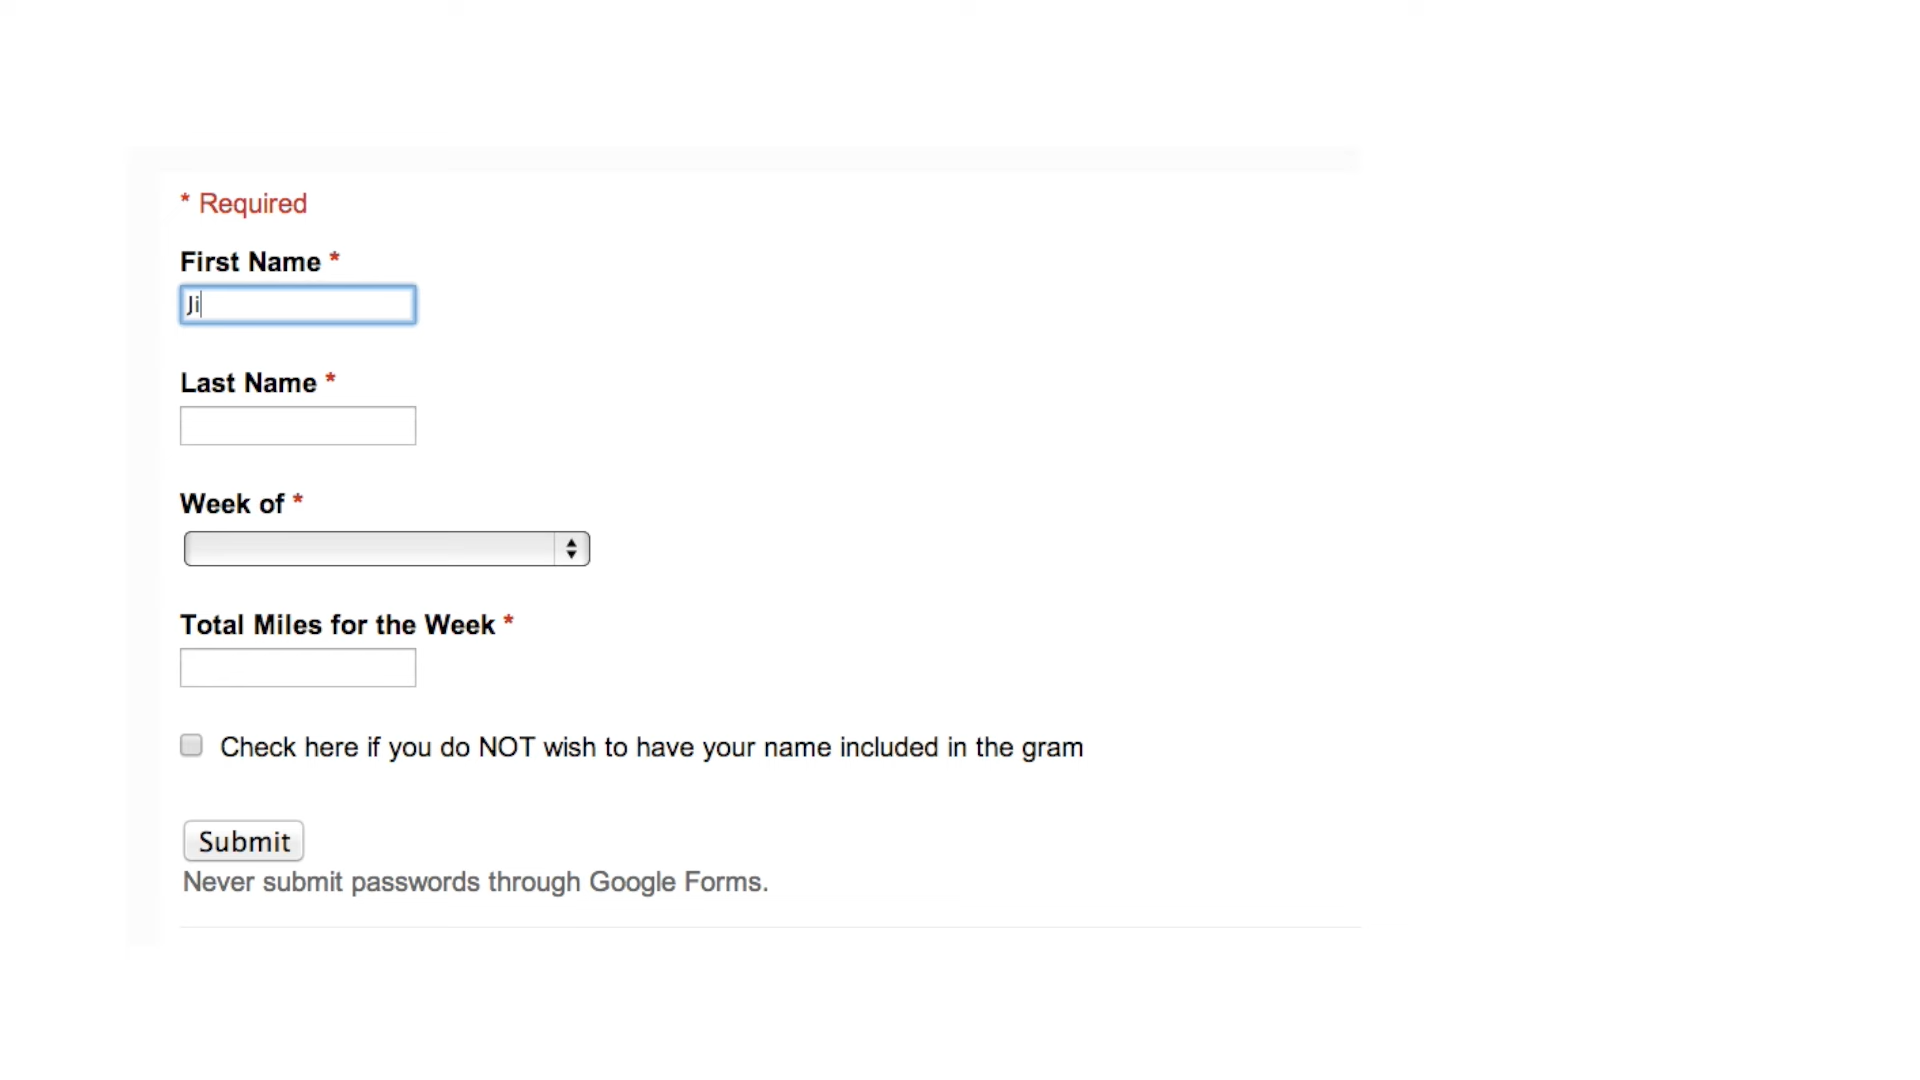 * Required
First Name *
Ji
Last Name *
Week of *
Total Miles for the Week *
Check here if you do NOT wish to have your name included in the gram
Submit
Never submit passwords through Google Forms.